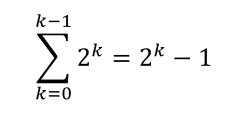 k−1
∑ 2^k = 2^k − 1
k=0